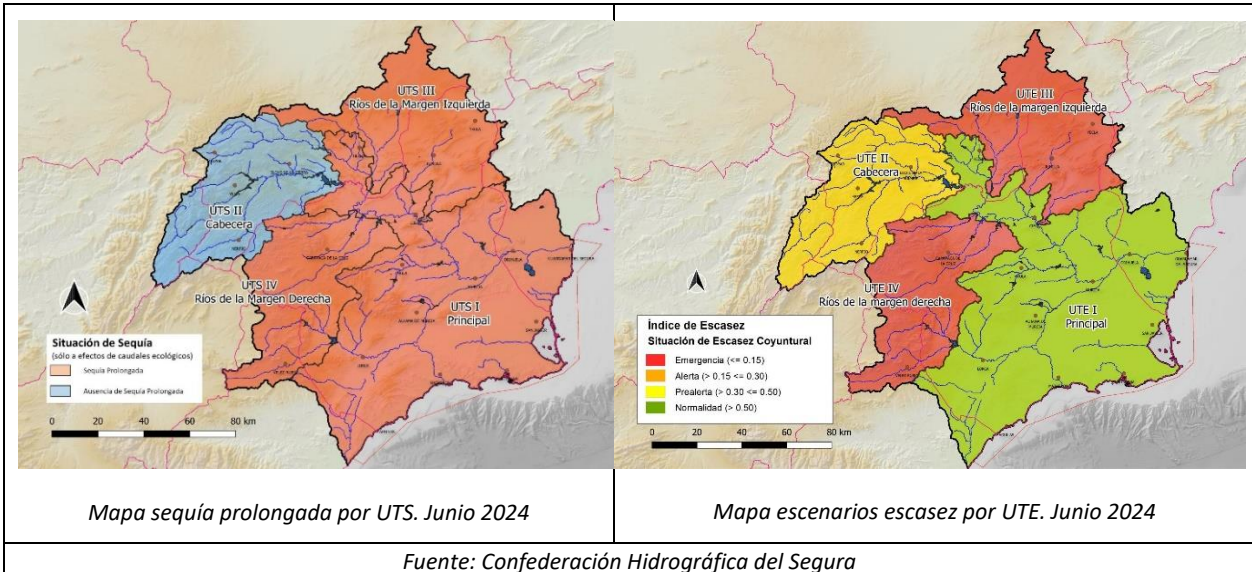 UTS III
Ríos de la Margen Izquierda
UTS II
Cabecera
UTS IV
Ríos de la Margen Derecha
UTS I
Principal
Situación de Sequía
(sólo a efectos de caudales ecológicos)
Sequía Prolongada
Ausencia de Sequía Prolongada
0 20 40 60 80 km
UTE III
Ríos de la margen izquierda
UTE II
Cabecera
UTE IV
Ríos de la margen derecha
UTE I
Principal
Índice de Escasez
Situación de Escasez Coyuntural
Emergencia (<= 0.15)
Alerta (> 0.15 <= 0.30)
Prealerta (> 0.30 <= 0.50)
Normalidad (> 0.50)
0 20 40 60 80 km
Mapa sequía prolongada por UTS. Junio 2024
Mapa escenarios escasez por UTE. Junio 2024
Fuente: Confederación Hidrográfica del Segura